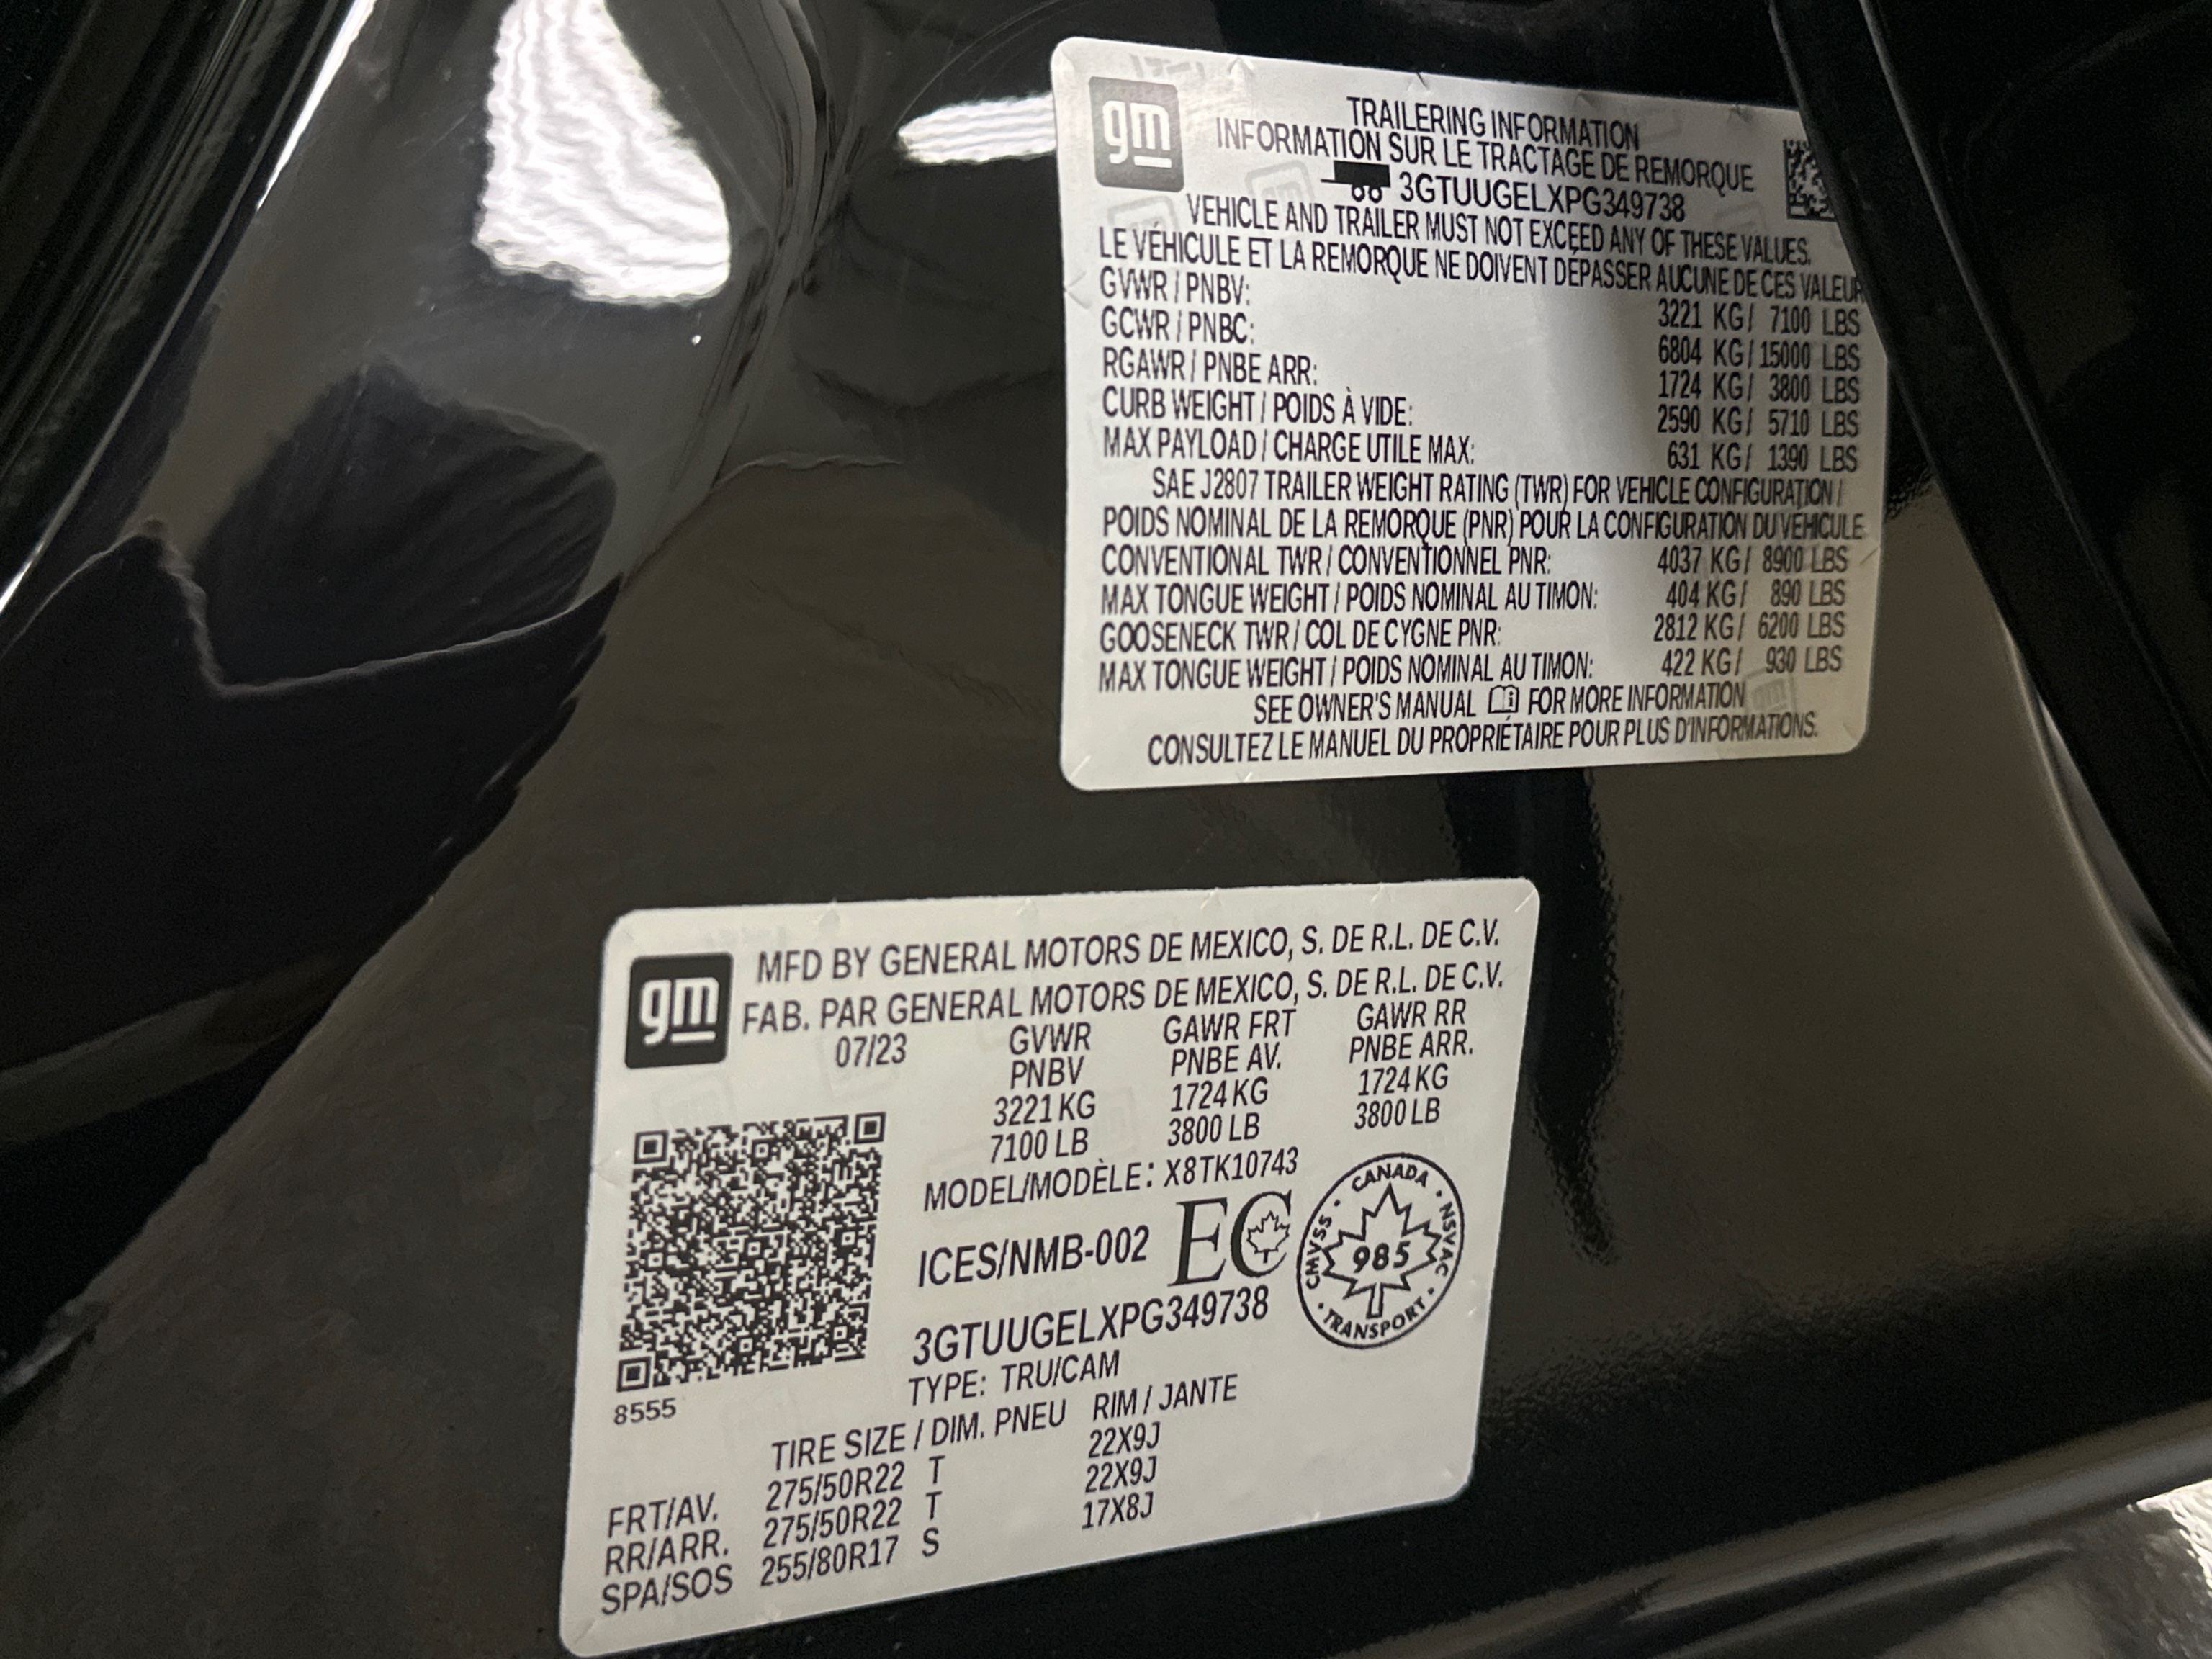 gm
TRAILERING INFORMATION
INFORMATION SUR LE TRACTAGE DE REMORQUE
3GTUUGELXPG349738
VEHICLE AND TRAILER MUST NOT EXCEED ANY OF THESE VALUES.
LE VÉHICULE ET LA REMORQUE NE DOIVENT DÉPASSER AUCUNE DE CES VALEUR
GVWR / PNBV: 3221 KG / 7100 LBS
GCWR / PNBC: 6804 KG / 15000 LBS
RGAWR / PNBE ARR: 1724 KG / 3800 LBS
CURB WEIGHT / POIDS À VIDE: 2590 KG / 5710 LBS
MAX PAYLOAD / CHARGE UTILE MAX: 631 KG / 1390 LBS
SAE J2807 TRAILER WEIGHT RATING (TWR) FOR VEHICLE CONFIGURATION /
POIDS NOMINAL DE LA REMORQUE (PNR) POUR LA CONFIGURATION DU VÉHICULE
CONVENTIONAL TWR / CONVENTIONNEL PNR: 4037 KG / 8900 LBS
MAX TONGUE WEIGHT / POIDS NOMINAL AU TIMON: 404 KG / 890 LBS
GOOSENECK TWR / COL DE CYGNE PNR: 2812 KG / 6200 LBS
MAX TONGUE WEIGHT / POIDS NOMINAL AU TIMON: 422 KG / 930 LBS
SEE OWNER'S MANUAL FOR MORE INFORMATION
CONSULTEZ LE MANUEL DU PROPRIÉTAIRE POUR PLUS D'INFORMATIONS.
gm
MFD BY GENERAL MOTORS DE MEXICO, S. DE R.L. DE C.V.
FAB. PAR GENERAL MOTORS DE MEXICO, S. DE R.L. DE C.V.
07/23 GVWR GAWR FRT GAWR RR
PNBV PNBE AV. PNBE ARR.
3221 KG 1724 KG 1724 KG
7100 LB 3800 LB 3800 LB
MODEL/MODÈLE: X8TK10743
ICES/NMB-002 EC
CANADA
CMVSS 985 NSVAC
TRANSPORT
3GTUUGELXPG349738
TYPE: TRU/CAM
8555
TIRE SIZE / DIM. PNEU RIM / JANTE
FRT/AV. 275/50R22 T 22X9J
RR/ARR. 275/50R22 T 22X9J
SPA/SOS 255/80R17 S 17X8J